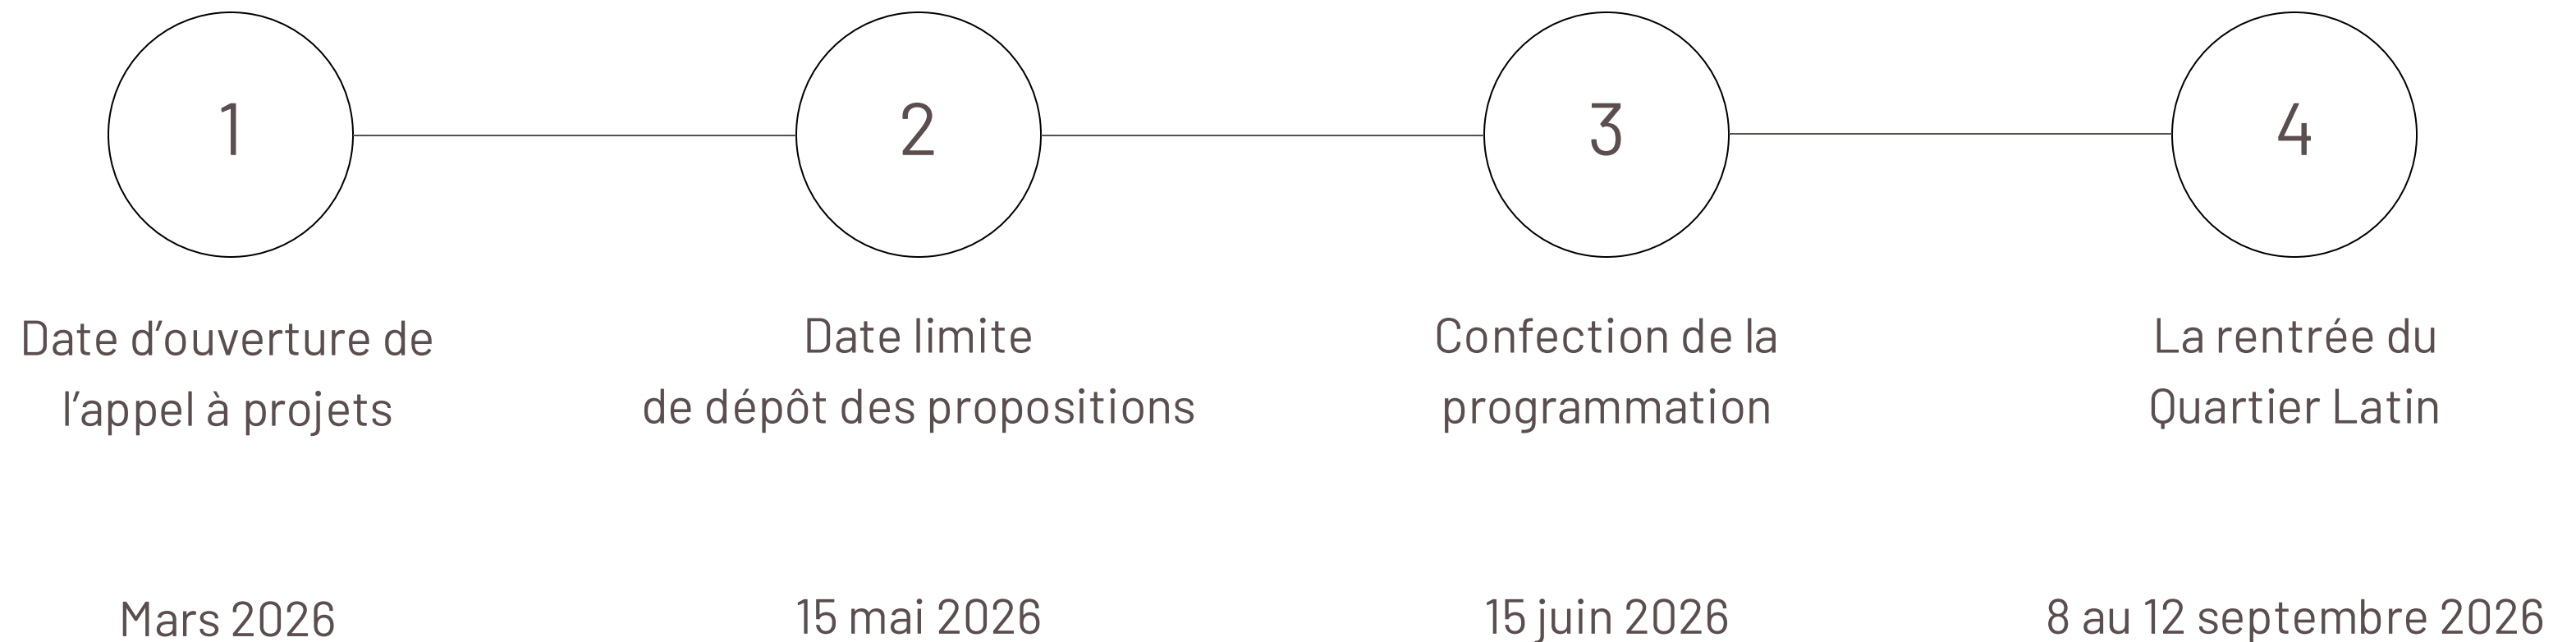 1
2
3
4
Date d’ouverture de
l’appel à projets
Date limite
de dépôt des propositions
Confection de la
programmation
La rentrée du
Quartier Latin
Mars 2026
15 mai 2026
15 juin 2026
8 au 12 septembre 2026